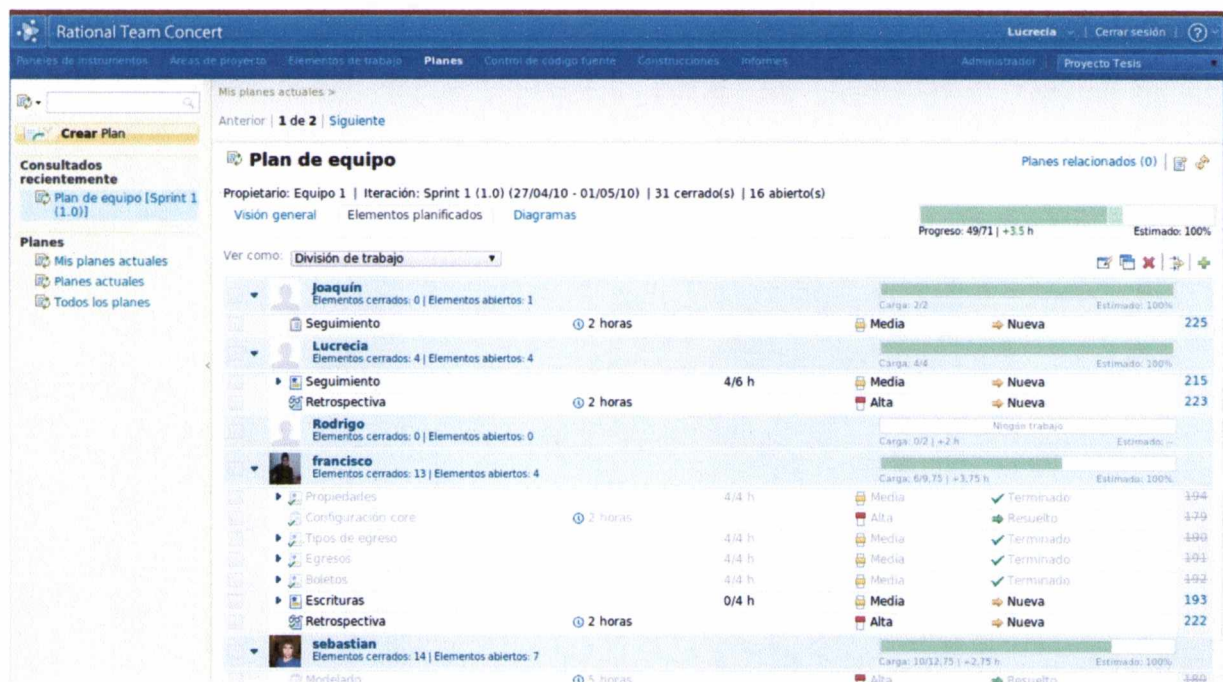 Rational Team Concert
Lucrecia | Cerrar sesión | ?
Paneles de instrumentos Áreas de proyecto Elementos de trabajo Planes Control de código fuente Construcciones Informes Administrador Proyecto Tesis
Mis planes actuales >
Anterior | 1 de 2 | Siguiente
Crear Plan
Consultados recientemente
Plan de equipo [Sprint 1 (1.0)]
Planes
Mis planes actuales
Planes actuales
Todos los planes
Plan de equipo
Planes relacionados (0)
Propietario: Equipo 1 | Iteración: Sprint 1 (1.0) (27/04/10 - 01/05/10) | 31 cerrado(s) | 16 abierto(s)
Visión general Elementos planificados Diagramas
Progreso: 49/71 | +3.5 h Estimado: 100%
Ver como: División de trabajo
Joaquín
Elementos cerrados: 0 | Elementos abiertos: 1
Carga: 2/2 Estimado: 100%
Seguimiento 2 horas Media Nueva 225
Lucrecia
Elementos cerrados: 4 | Elementos abiertos: 4
Carga: 4/4 Estimado: 100%
Seguimiento 4/6 h Media Nueva 215
Retrospectiva 2 horas Alta Nueva 223
Rodrigo
Elementos cerrados: 0 | Elementos abiertos: 0
Ningún trabajo
Carga: 0/2 | +2 h Estimado: --
francisco
Elementos cerrados: 13 | Elementos abiertos: 4
Carga: 6/9,75 | +3,75 h Estimado: 100%
Propiedades 4/4 h Media Terminado 194
Configuración core 2 horas Alta Resuelto 179
Tipos de egreso 4/4 h Media Terminado 190
Egresos 4/4 h Media Terminado 191
Boletos 4/4 h Media Terminado 192
Escrituras 0/4 h Media Nueva 193
Retrospectiva 2 horas Alta Nueva 222
sebastian
Elementos cerrados: 14 | Elementos abiertos: 7
Carga: 10/12,75 | +2,75 h Estimado: 100%
Modelado 5 horas Alta Resuelto 180